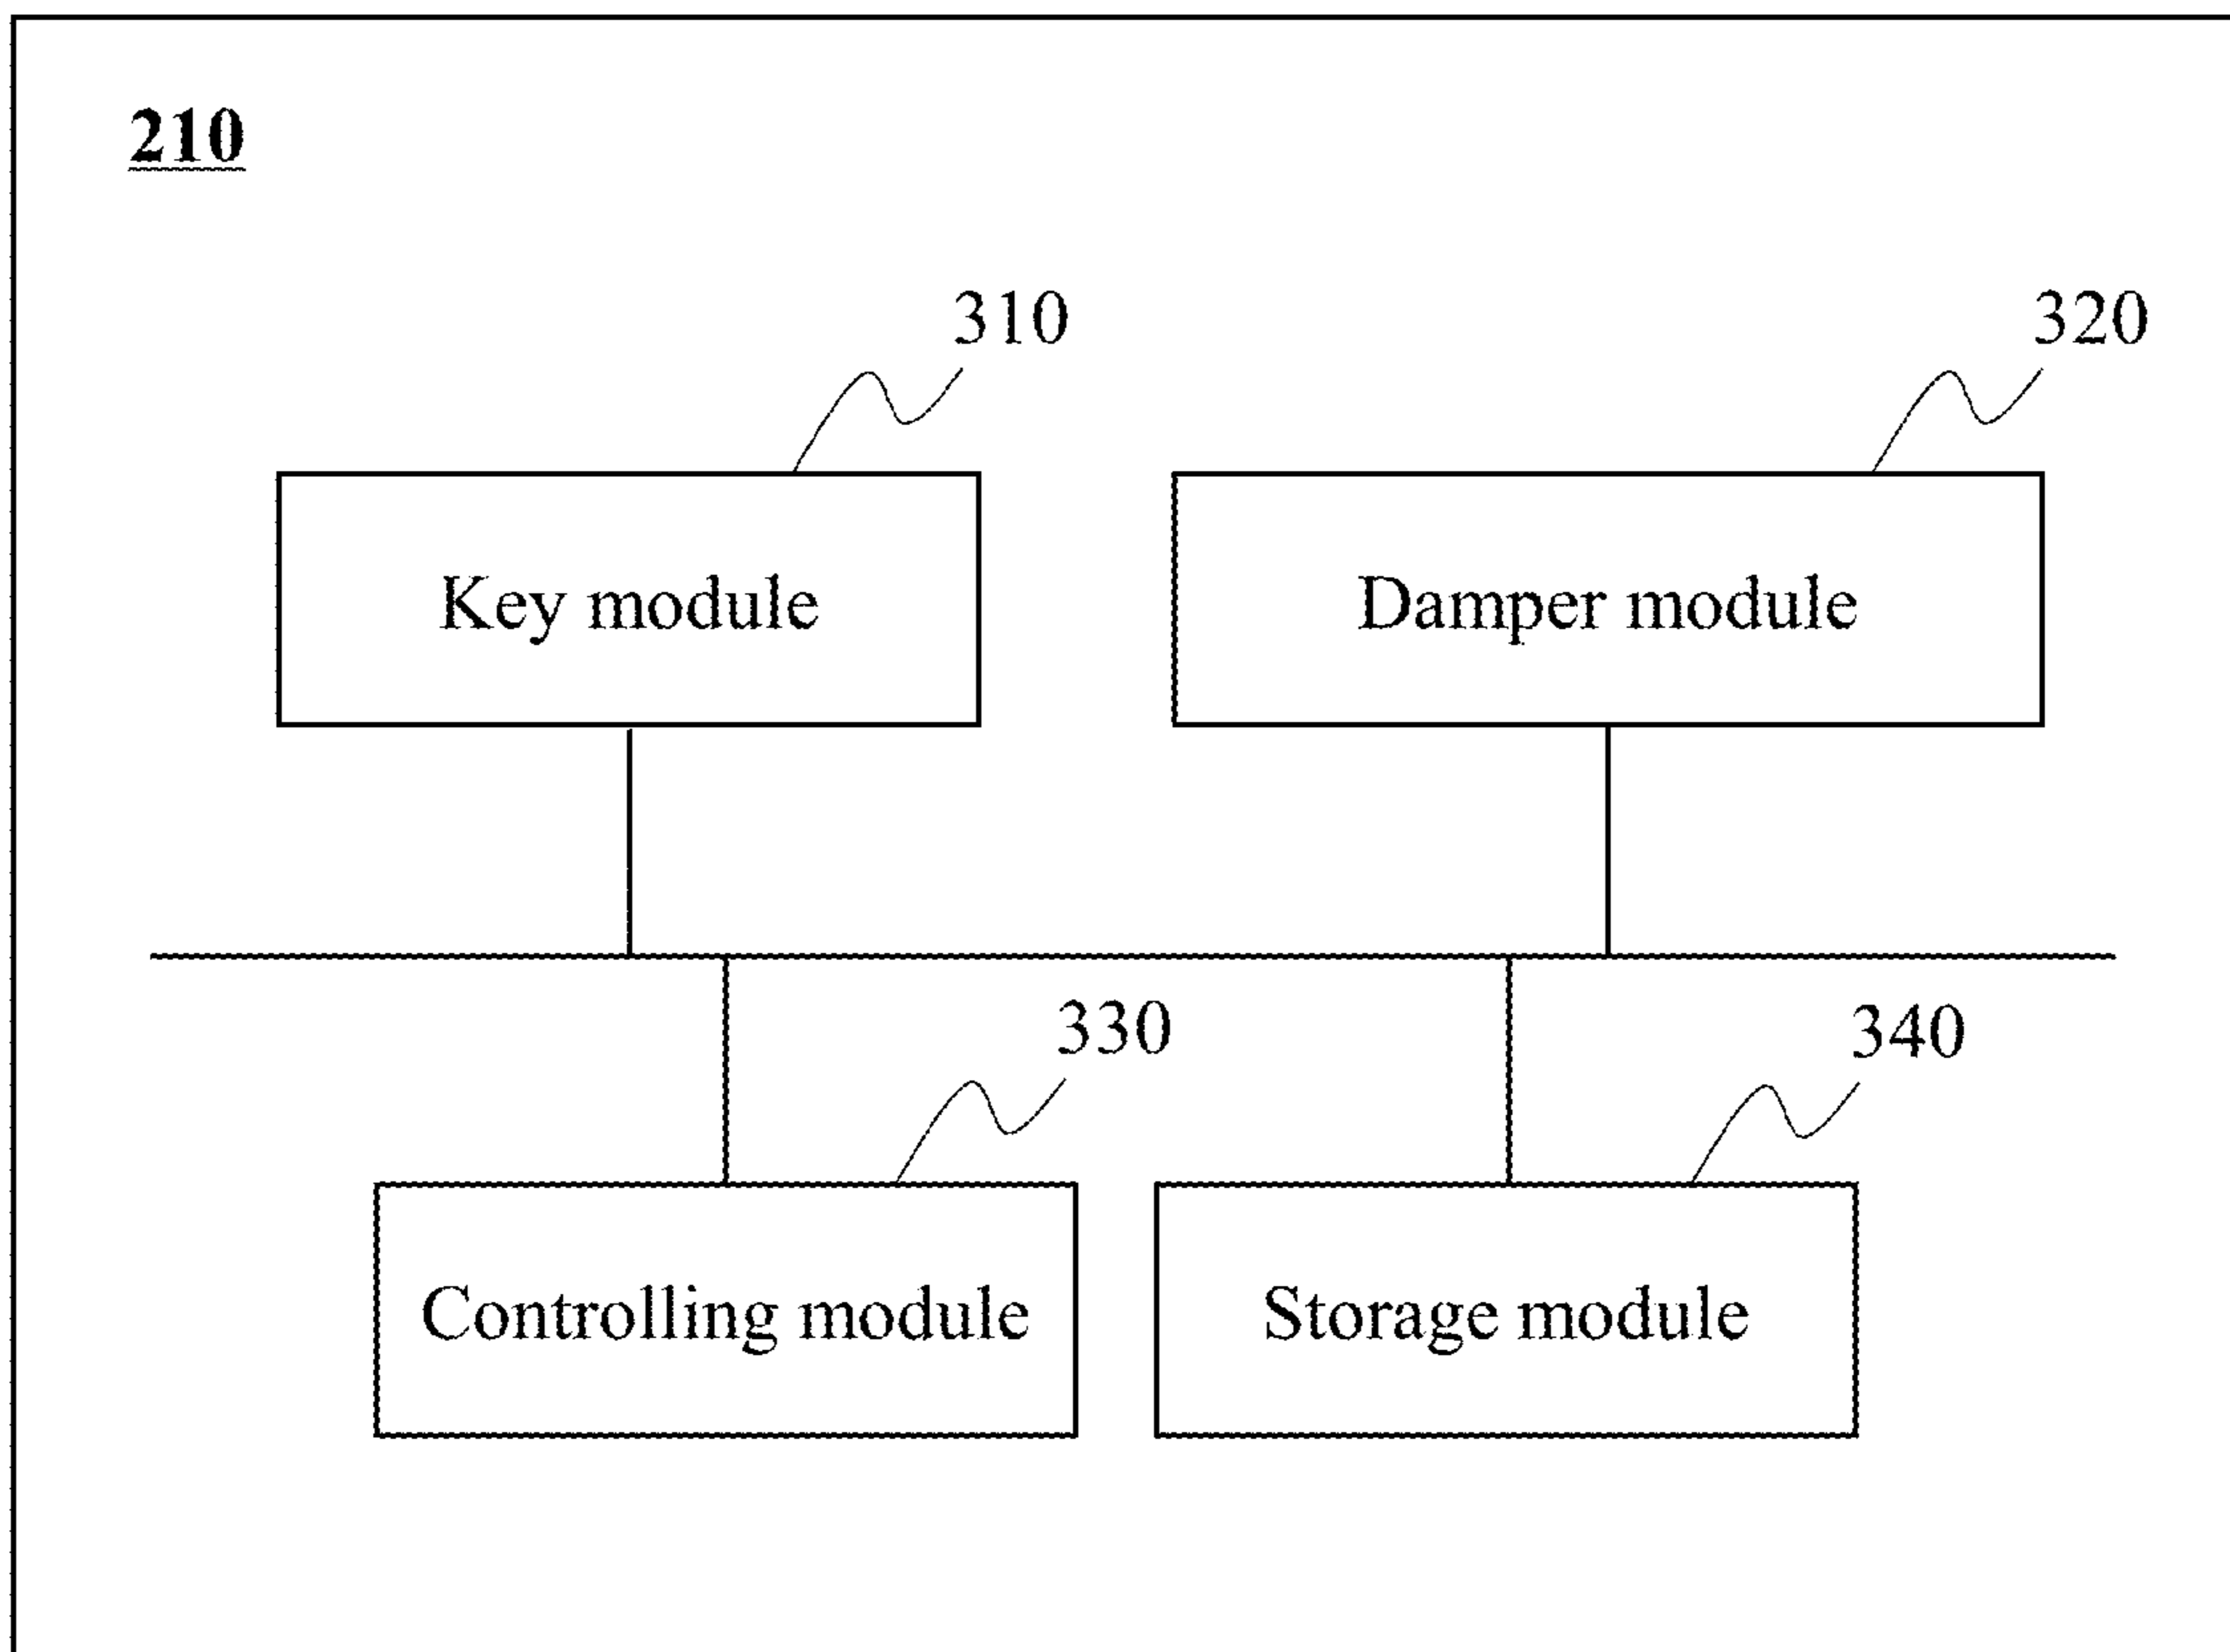 210
310
320
Key module
Damper module
330
340
Controlling module
Storage module